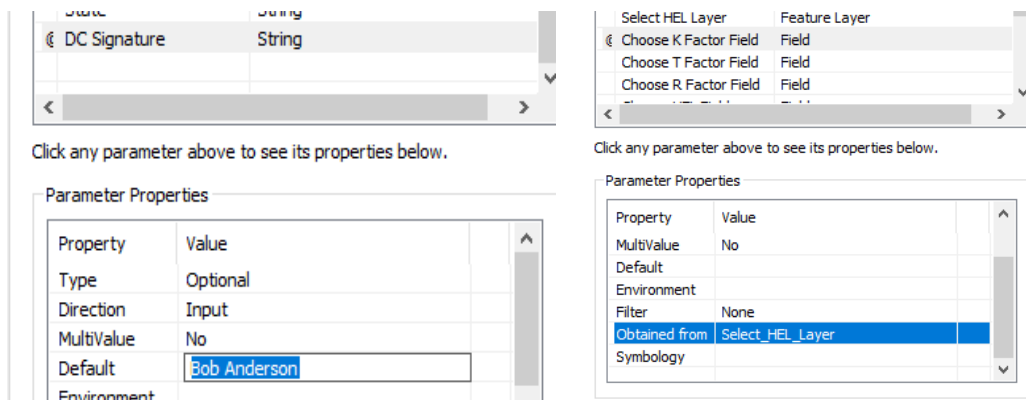 DC Signature String
Click any parameter above to see its properties below.
Parameter Properties
Property Value
Type Optional
Direction Input
MultiValue No
Default Bob Anderson
Environment
Select HEL Layer Feature Layer
Choose K Factor Field Field
Choose T Factor Field Field
Choose R Factor Field Field
Click any parameter above to see its properties below.
Parameter Properties
Property Value
MultiValue No
Default
Environment
Filter None
Obtained from Select_HEL_Layer
Symbology